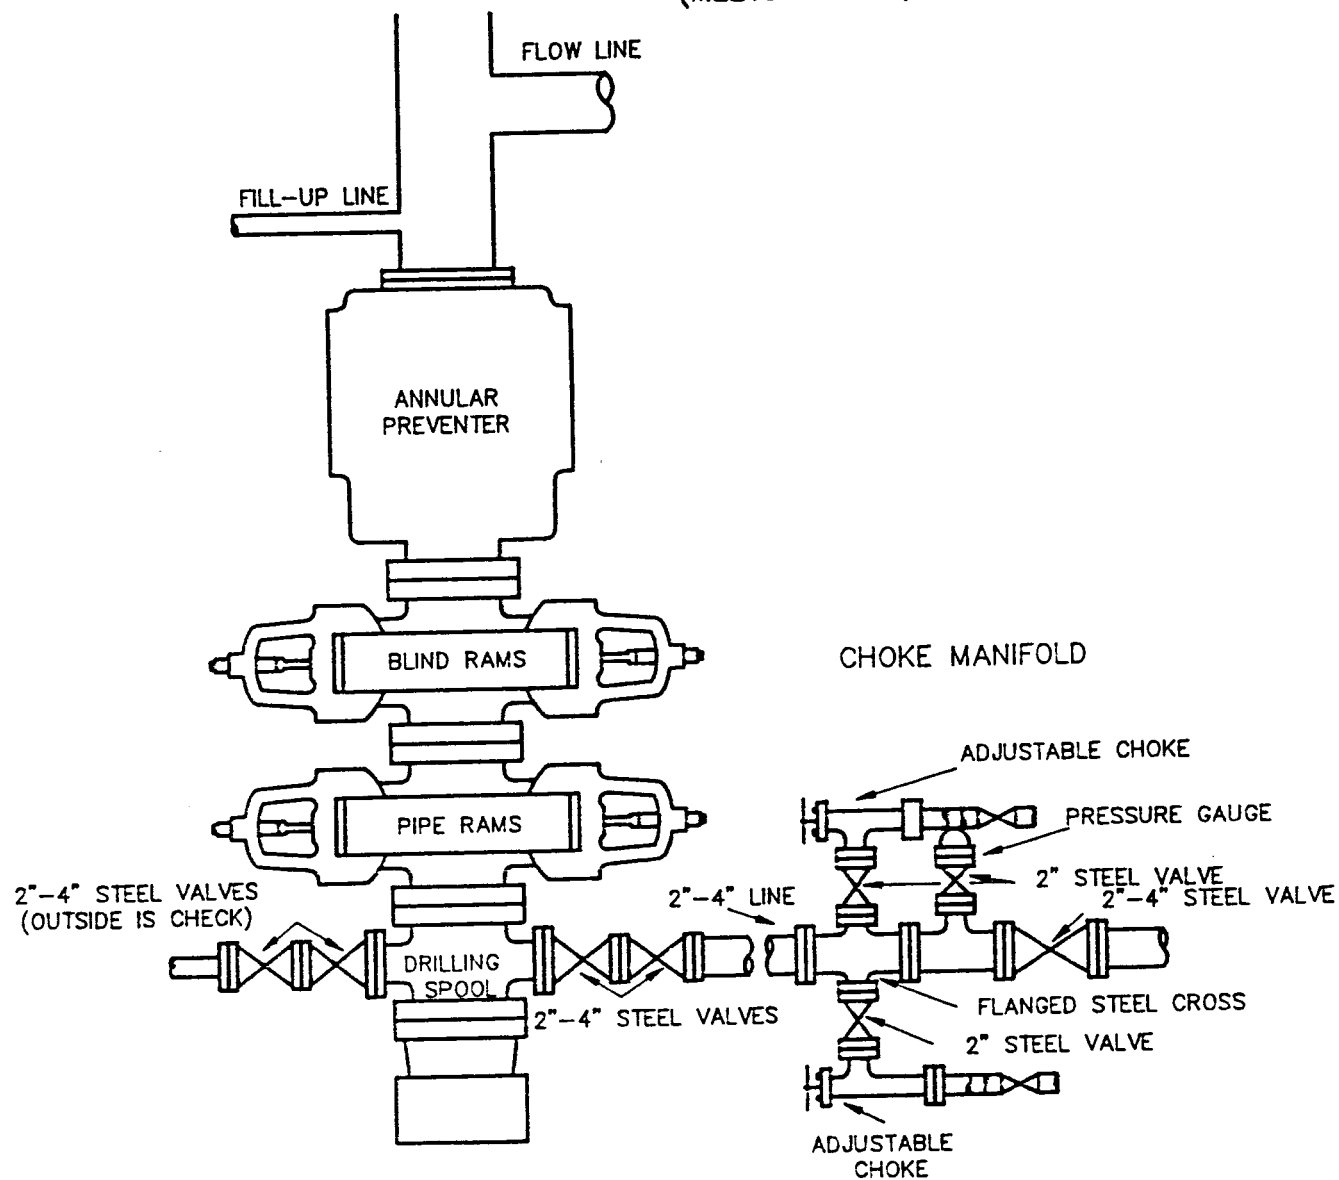 FLOW LINE
FILL-UP LINE
ANNULAR
PREVENTER
BLIND RAMS
CHOKE MANIFOLD
ADJUSTABLE CHOKE
PIPE RAMS
PRESSURE GAUGE
2" STEEL VALVE
2"-4" STEEL VALVE
2"-4" STEEL VALVES
(OUTSIDE IS CHECK)
2"-4" LINE
DRILLING
SPOOL
2"-4" STEEL VALVES
FLANGED STEEL CROSS
2" STEEL VALVE
ADJUSTABLE
CHOKE